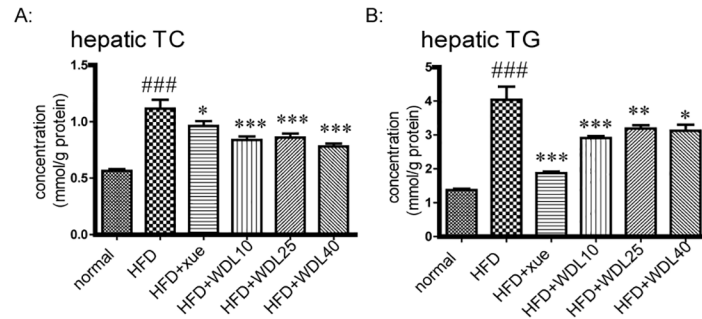 A:
hepatic TC
concentration
(mmol/g protein)
1.5
1.0
0.5
0.0
###
*
***
***
***
normal
HFD
HFD+xue
HFD+WDL10
HFD+WDL25
HFD+WDL40
B:
hepatic TG
concentration
(mmol/g protein)
5
4
3
2
1
0
###
***
***
**
*
normal
HFD
HFD+xue
HFD+WDL10
HFD+WDL25
HFD+WDL40